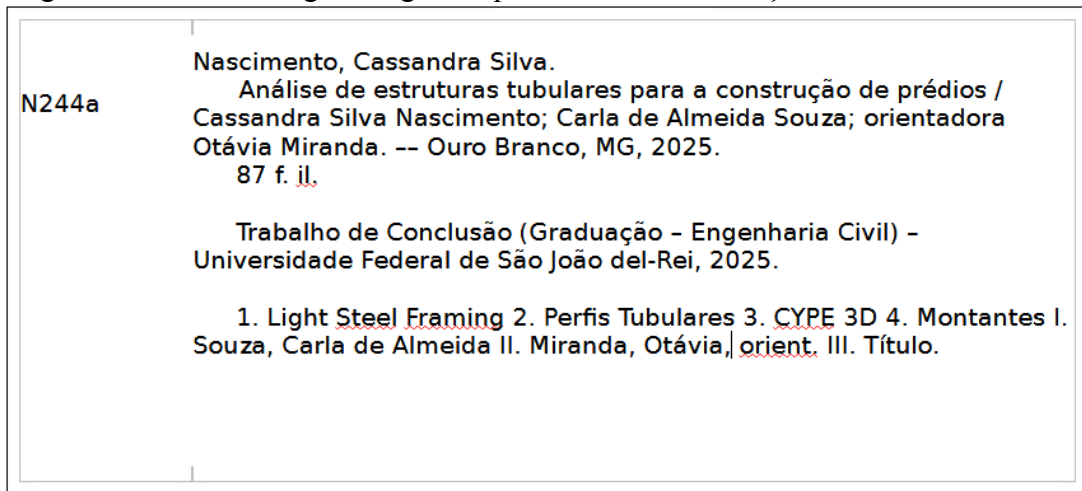 Nascimento, Cassandra Silva.
N244a
Análise de estruturas tubulares para a construção de prédios /
Cassandra Silva Nascimento; Carla de Almeida Souza; orientadora
Otávia Miranda. –– Ouro Branco, MG, 2025.
87 f. il.
Trabalho de Conclusão (Graduação – Engenharia Civil) –
Universidade Federal de São João del-Rei, 2025.
1. Light Steel Framing 2. Perfis Tubulares 3. CYPE 3D 4. Montantes I.
Souza, Carla de Almeida II. Miranda, Otávia, orient. III. Título.